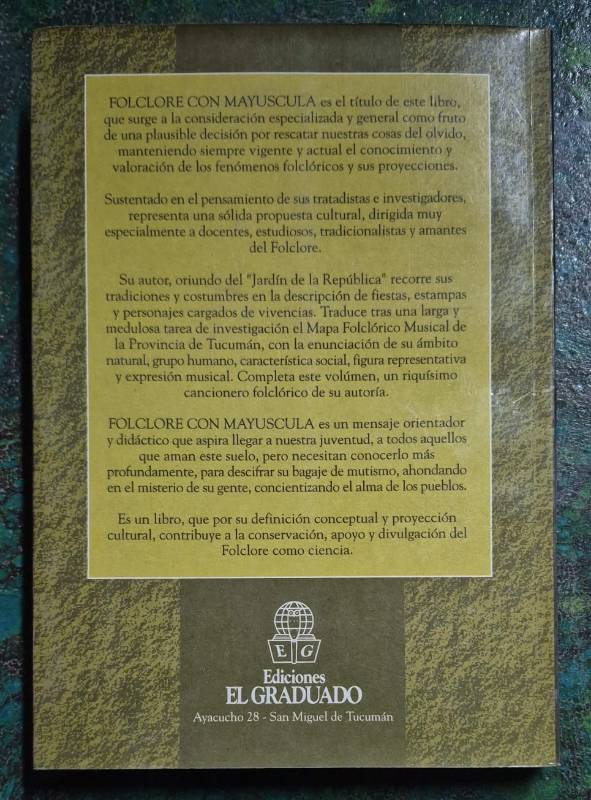 FOLCLORE CON MAYUSCULA es el título de este libro,
que surge a la consideración especializada y general como fruto
de una plausible decisión por rescatar nuestras cosas del olvido,
manteniendo siempre vigente y actual el conocimiento y
valoración de los fenómenos folclóricos y sus proyecciones.
Sustentado en el pensamiento de sus tratadistas e investigadores,
representa una sólida propuesta cultural, dirigida muy
especialmente a docentes, estudiosos, tradicionalistas y amantes
del Folclore.
Su autor, oriundo del "Jardín de la República" recorre sus
tradiciones y costumbres en la descripción de fiestas, estampas
y personajes cargados de vivencias. Traduce tras una larga y
medulosa tarea de investigación el Mapa Folclórico Musical de
la Provincia de Tucumán, con la enunciación de su ámbito
natural, grupo humano, característica social, figura representativa
y expresión musical. Completa este volúmen, un riquísimo
cancionero folclórico de su autoría.
FOLCLORE CON MAYUSCULA es un mensaje orientador
y didáctico que aspira llegar a nuestra juventud, a todos aquellos
que aman este suelo, pero necesitan conocerlo más
profundamente, para descifrar su bagaje de mutismo, ahondando
en el misterio de su gente, concientizando el alma de los pueblos.
Es un libro, que por su definición conceptual y proyección
cultural, contribuye a la conservación, apoyo y divulgación del
Folclore como ciencia.
E G
Ediciones
EL GRADUADO
Ayacucho 28 - San Miguel de Tucumán